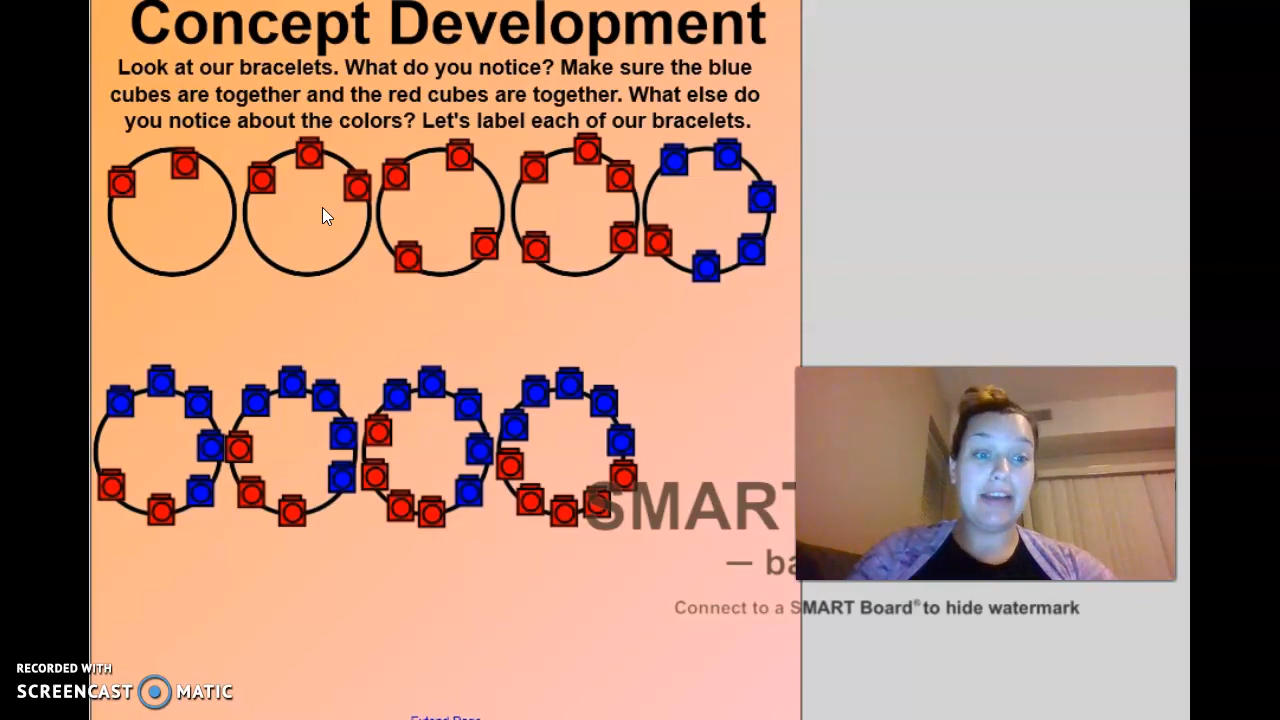 Concept Development
Look at our bracelets. What do you notice? Make sure the blue
cubes are together and the red cubes are together. What else do
you notice about the colors? Let's label each of our bracelets.
SMART
— ba
Connect to a SMART Board® to hide watermark
RECORDED WITH
SCREENCAST MATIC
Extend Page